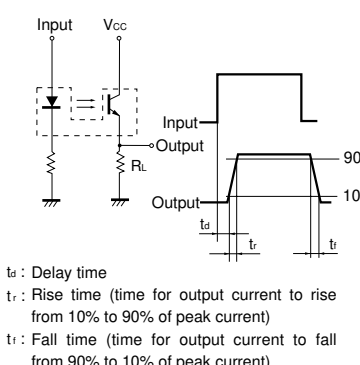 Input
Vcc
Output
RL
Input
Output
90
10
td
tr
tf
td : Delay time
tr : Rise time (time for output current to rise
from 10% to 90% of peak current)
tf : Fall time (time for output current to fall
from 90% to 10% of peak current)